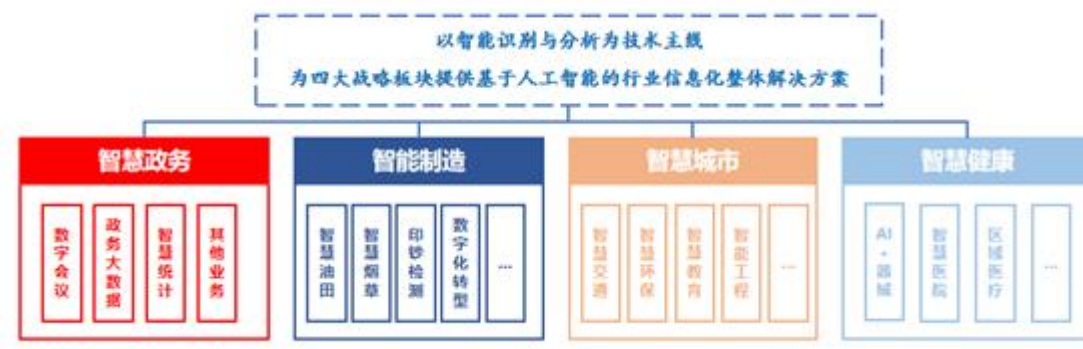 以智能识别与分析为技术主线
为四大战略板块提供基于人工智能的行业信息化整体解决方案
智慧政务
数字会议
政务大数据
智慧统计
其他业务
智能制造
智慧油田
智慧烟草
印钞检测
数字化转型
...
智慧城市
智慧交通
智慧环保
智慧教育
智能工程
...
智慧健康
AI+器械
智慧医院
区域医疗
...